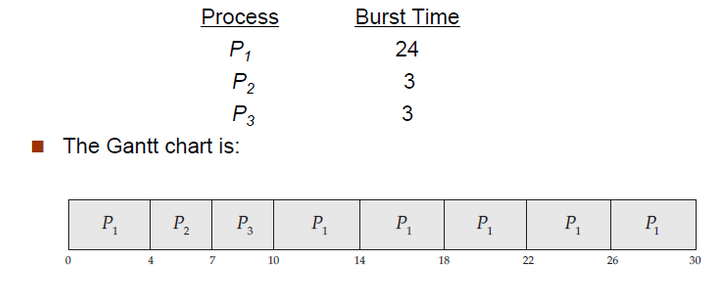 Process Burst Time
P1 24
P2 3
P3 3
The Gantt chart is:
P1 P2 P3 P1 P1 P1 P1 P1
0 4 7 10 14 18 22 26 30